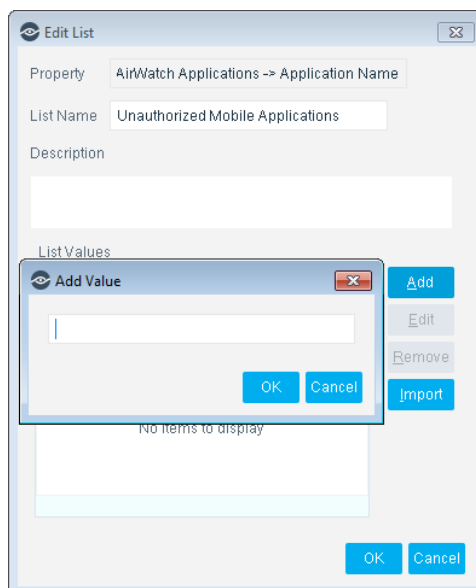 Edit List
Property AirWatch Applications -> Application Name
List Name Unauthorized Mobile Applications
Description
List Values
Add Value
Add
Edit
Remove
Import
OK Cancel
No items to display
OK Cancel